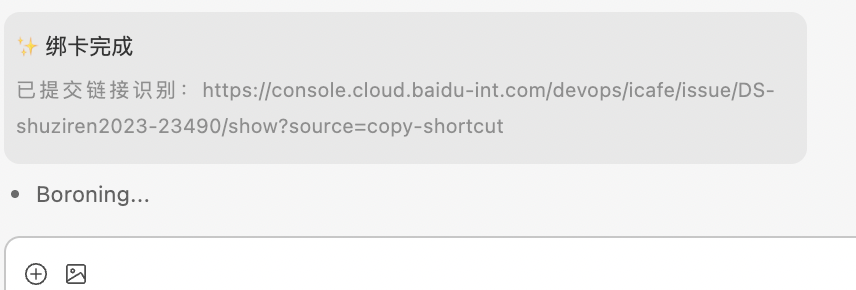 ✨ 绑卡完成
已提交链接识别：https://console.cloud.baidu-int.com/devops/icafe/issue/DS-
shuziren2023-23490/show?source=copy-shortcut
• Boroning...